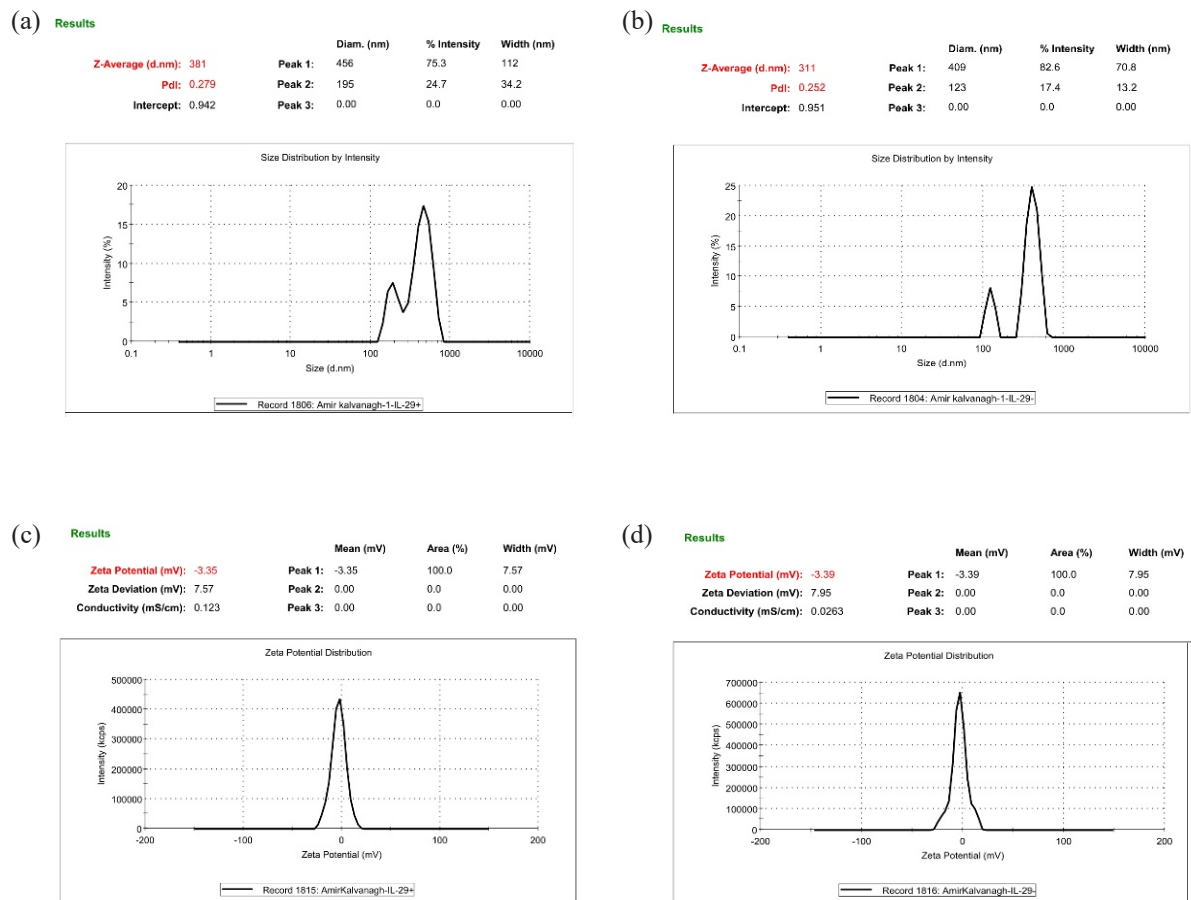 (a) Results
Diam. (nm) % Intensity Width (nm)
Z-Average (d.nm): 381 Peak 1: 456 75.3 112
PdI: 0.279 Peak 2: 195 24.7 34.2
Intercept: 0.942 Peak 3: 0.00 0.0 0.00
Size Distribution by Intensity
Intensity (%)
20
15
10
5
0
0.1 1 10 100 1000 10000
Size (d.nm)
Record 1806: Amir kalvanagh-1-IL-29+
(b) Results
Diam. (nm) % Intensity Width (nm)
Z-Average (d.nm): 311 Peak 1: 409 82.6 70.8
PdI: 0.252 Peak 2: 123 17.4 13.2
Intercept: 0.951 Peak 3: 0.00 0.0 0.00
Size Distribution by Intensity
Intensity (%)
25
20
15
10
5
0
0.1 1 10 100 1000 10000
Size (d.nm)
Record 1804: Amir kalvanagh-1-IL-29-
(c) Results
Mean (mV) Area (%) Width (mV)
Zeta Potential (mV): -3.35 Peak 1: -3.35 100.0 7.57
Zeta Deviation (mV): 7.57 Peak 2: 0.00 0.0 0.00
Conductivity (mS/cm): 0.123 Peak 3: 0.00 0.0 0.00
Zeta Potential Distribution
Intensity (kcps)
500000
400000
300000
200000
100000
0
-200 -100 0 100 200
Zeta Potential (mV)
Record 1815: AmirKalvanagh-IL-29+
(d) Results
Mean (mV) Area (%) Width (mV)
Zeta Potential (mV): -3.39 Peak 1: -3.39 100.0 7.95
Zeta Deviation (mV): 7.95 Peak 2: 0.00 0.0 0.00
Conductivity (mS/cm): 0.0263 Peak 3: 0.00 0.0 0.00
Zeta Potential Distribution
Intensity (kcps)
700000
600000
500000
400000
300000
200000
100000
0
-200 -100 0 100 200
Zeta Potential (mV)
Record 1816: AmirKalvanagh-IL-29-